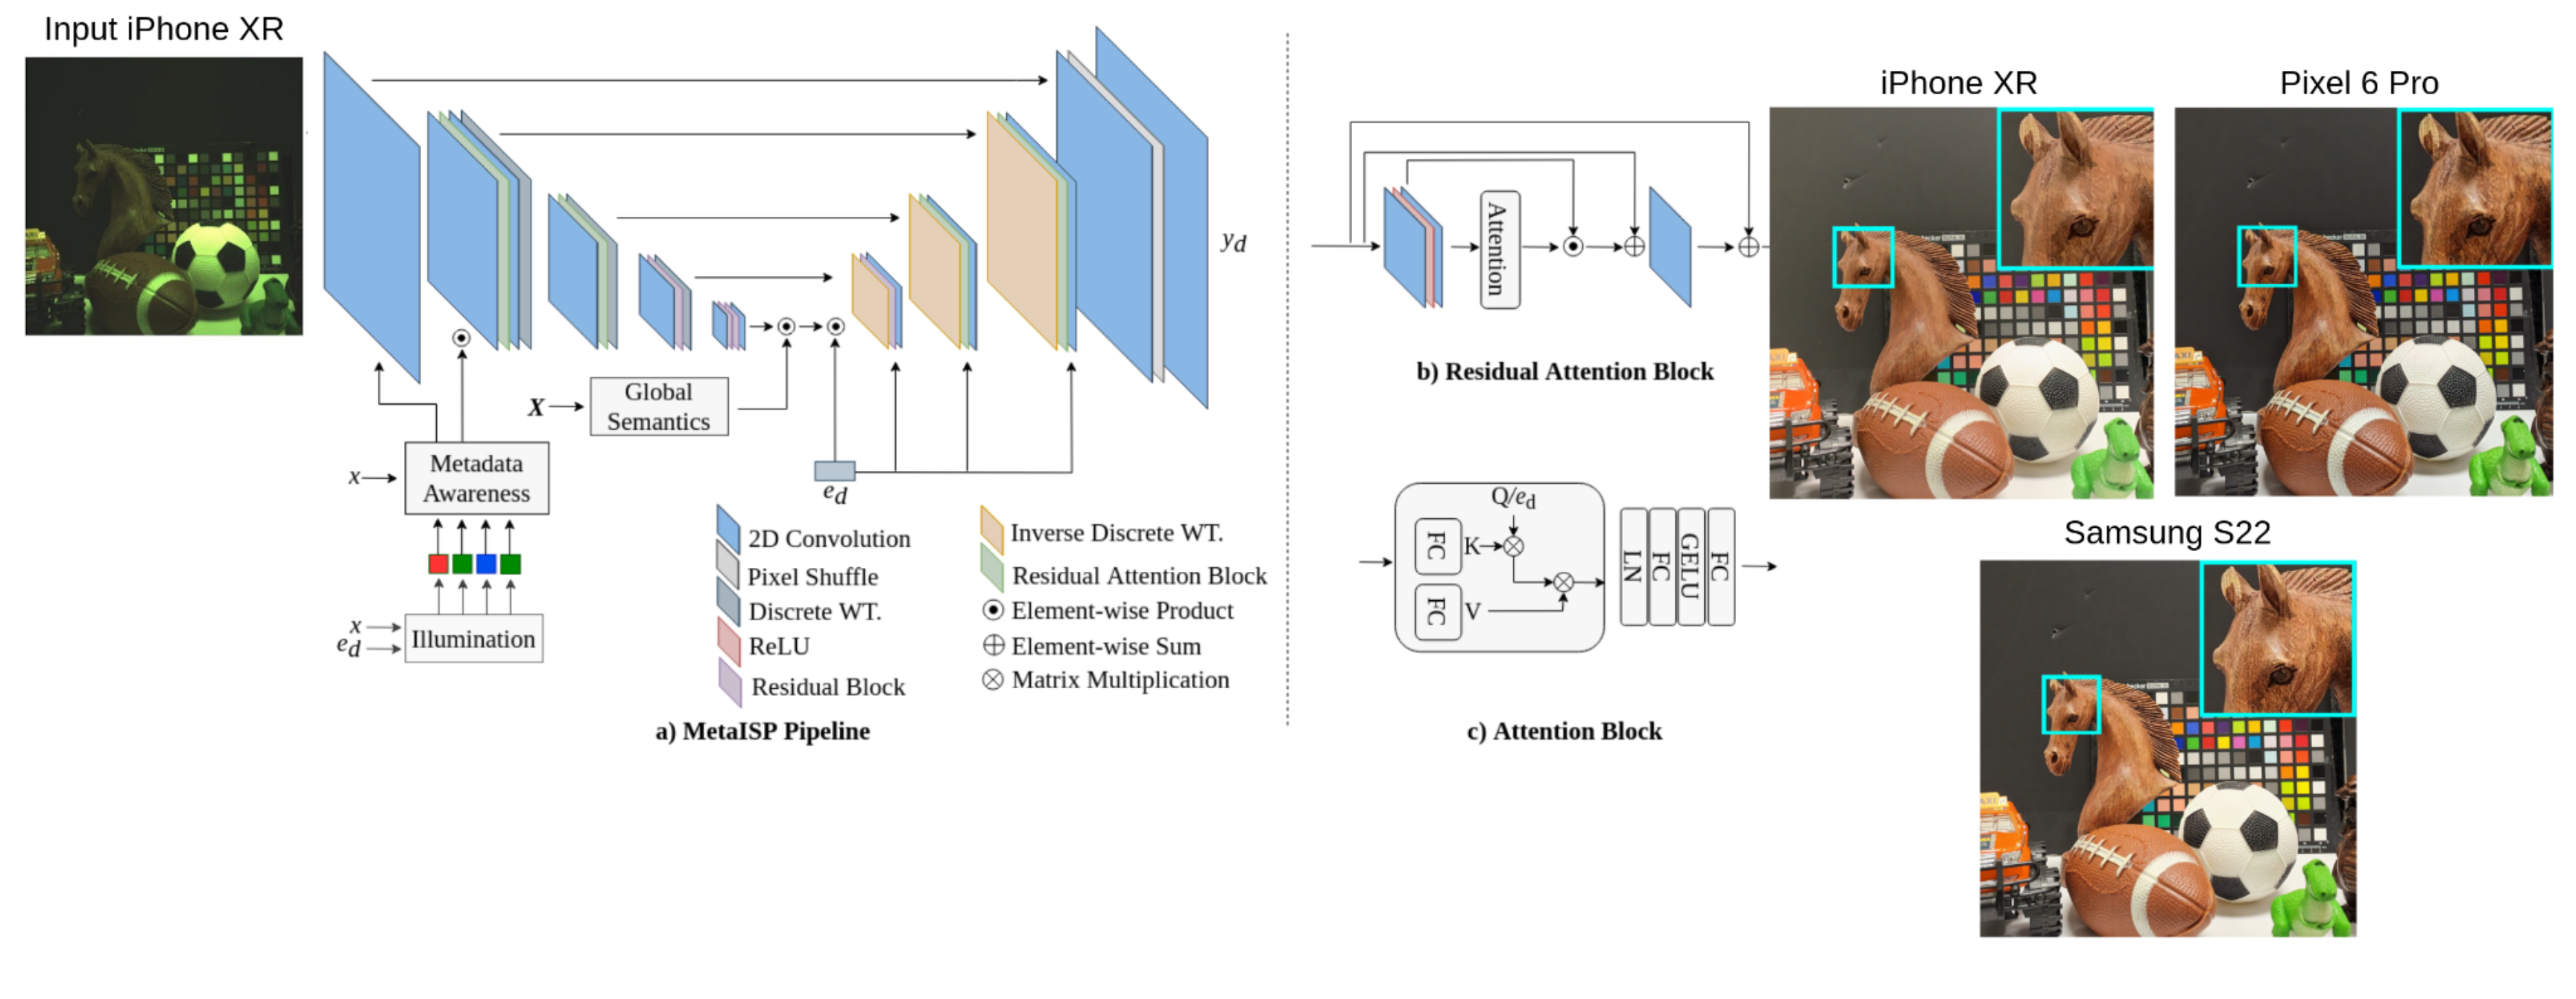 Input iPhone XR
y_d
X
Global
Semantics
x
Metadata
Awareness
e_d
x
e_d
Illumination
2D Convolution
Pixel Shuffle
Discrete WT.
ReLU
Residual Block
Inverse Discrete WT.
Residual Attention Block
Element-wise Product
Element-wise Sum
Matrix Multiplication
a) MetaISP Pipeline
Attention
b) Residual Attention Block
Q/e_d
FC
K
FC
V
LN
FC
GELU
FC
c) Attention Block
iPhone XR
Pixel 6 Pro
Samsung S22